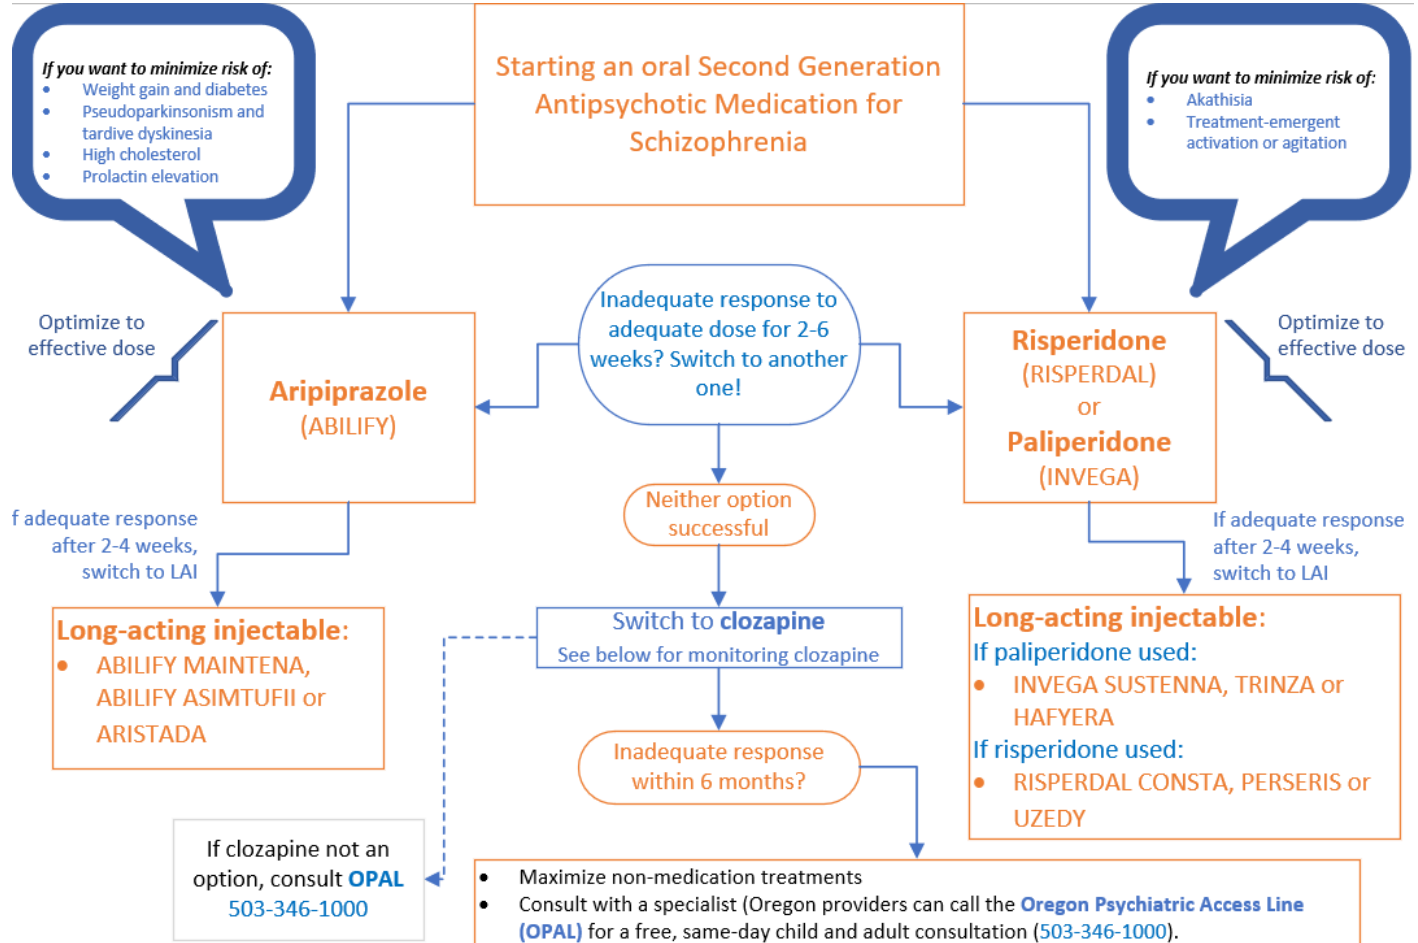 If you want to minimize risk of:
• Weight gain and diabetes
• Pseudoparkinsonism and
tardive dyskinesia
• High cholesterol
• Prolactin elevation
Starting an oral Second Generation
Antipsychotic Medication for
Schizophrenia
If you want to minimize risk of:
• Akathisia
• Treatment-emergent
activation or agitation
Optimize to
effective dose
Aripiprazole
(ABILIFY)
Inadequate response to
adequate dose for 2-6
weeks? Switch to another
one!
Risperidone
(RISPERDAL)
or
Paliperidone
(INVEGA)
Optimize to
effective dose
Neither option
successful
f adequate response
after 2-4 weeks,
switch to LAI
If adequate response
after 2-4 weeks,
switch to LAI
Long-acting injectable:
• ABILIFY MAINTENA,
ABILIFY ASIMTUFII or
ARISTADA
Switch to clozapine
See below for monitoring clozapine
Long-acting injectable:
If paliperidone used:
• INVEGA SUSTENNA, TRINZA or
HAFYERA
If risperidone used:
• RISPERDAL CONSTA, PERSERIS or
UZEDY
Inadequate response
within 6 months?
If clozapine not an
option, consult OPAL
503-346-1000
• Maximize non-medication treatments
• Consult with a specialist (Oregon providers can call the Oregon Psychiatric Access Line
(OPAL) for a free, same-day child and adult consultation (503-346-1000).